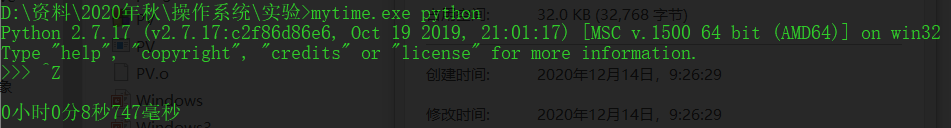 D:\资料\2020年秋\操作系统\实验>mytime.exe python
32.0 KB (32,768 字节)
Python 2.7.17 (v2.7.17:c2f86d86e6, Oct 19 2019, 21:01:17) [MSC v.1500 64 bit (AMD64)] on win32
Type "help", "copyright", "credits" or "license" for more information.
>>> ^Z
PV.o
创建时间: 2020年12月14日，9:26:29
Windows
0小时0分8秒747毫秒
修改时间: 2020年12月14日，9:26:29
Windows3